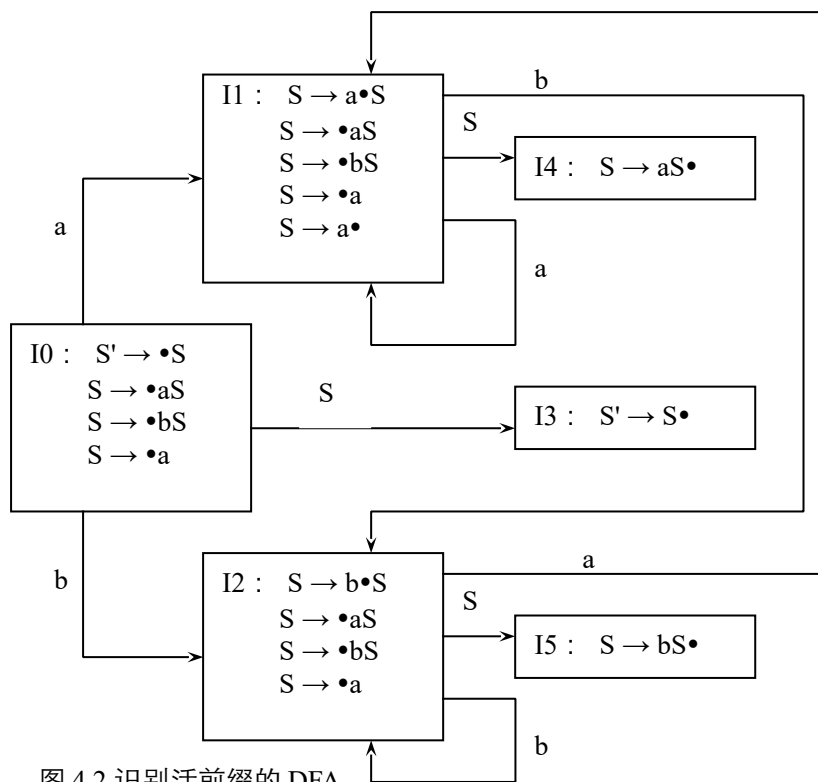 b
I1： S → a•S
S → •aS
S → •bS
S → •a
S → a•
S
I4： S → aS•
a
a
I0： S' → •S
S → •aS
S → •bS
S → •a
S
I3： S' → S•
b
I2： S → b•S
S → •aS
S → •bS
S → •a
a
S
I5： S → bS•
b
图 4.2 识别活前缀的 DFA